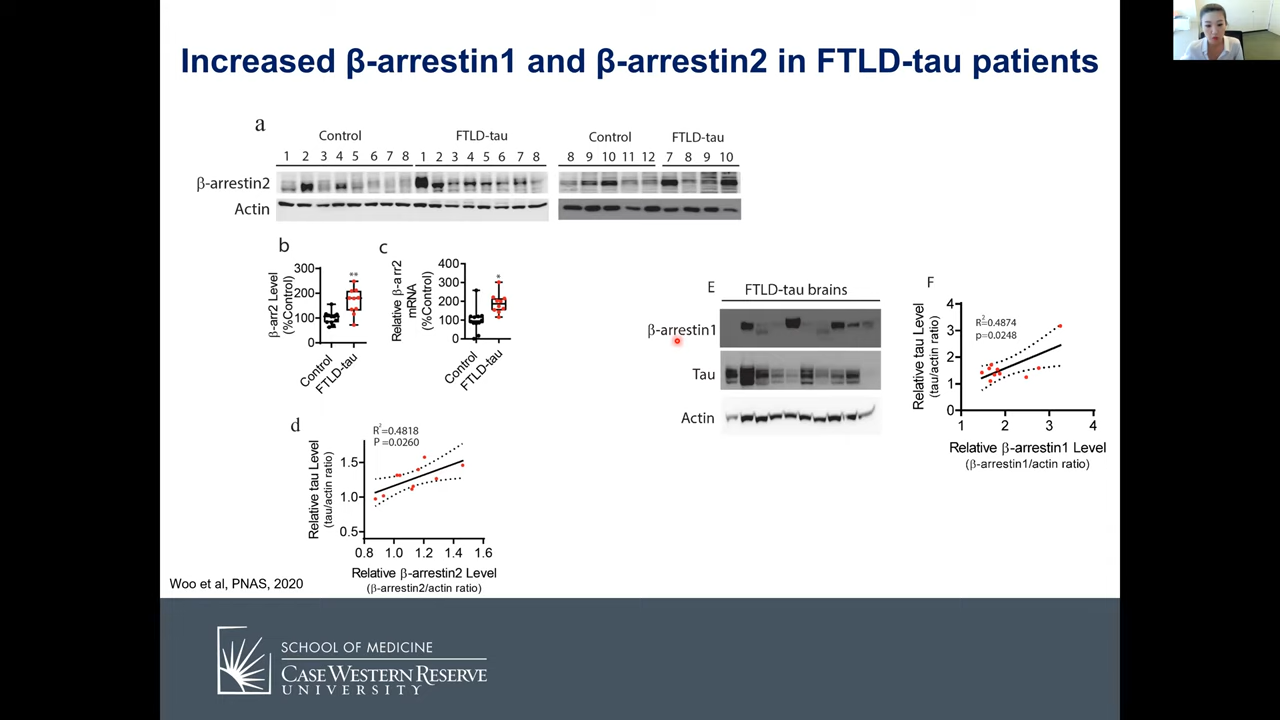 Increased β-arrestin1 and β-arrestin2 in FTLD-tau patients
a
Control FTLD-tau
1 2 3 4 5 6 7 8 1 2 3 4 5 6 7 8
Control FTLD-tau
8 9 10 11 12 7 8 9 10
β-arrestin2
Actin
b
β-arr2 Level
(%Control)
300
200
100
0
**
Control
FTLD-tau
c
Relative β-arr2
mRNA
(%Control)
400
300
200
100
0
*
Control
FTLD-tau
d
R²=0.4818
P =0.0260
Relative tau Level
(tau/actin ratio)
1.5
1.0
0.5
0.8 1.0 1.2 1.4 1.6
Relative β-arrestin2 Level
(β-arrestin2/actin ratio)
E
FTLD-tau brains
β-arrestin1
Tau
Actin
F
R²=0.4874
p=0.0248
Relative tau Level
(tau/actin ratio)
4
3
2
1
0
1 2 3 4
Relative β-arrestin1 Level
(β-arrestin1/actin ratio)
Woo et al, PNAS, 2020
SCHOOL OF MEDICINE
CASE WESTERN RESERVE
UNIVERSITY